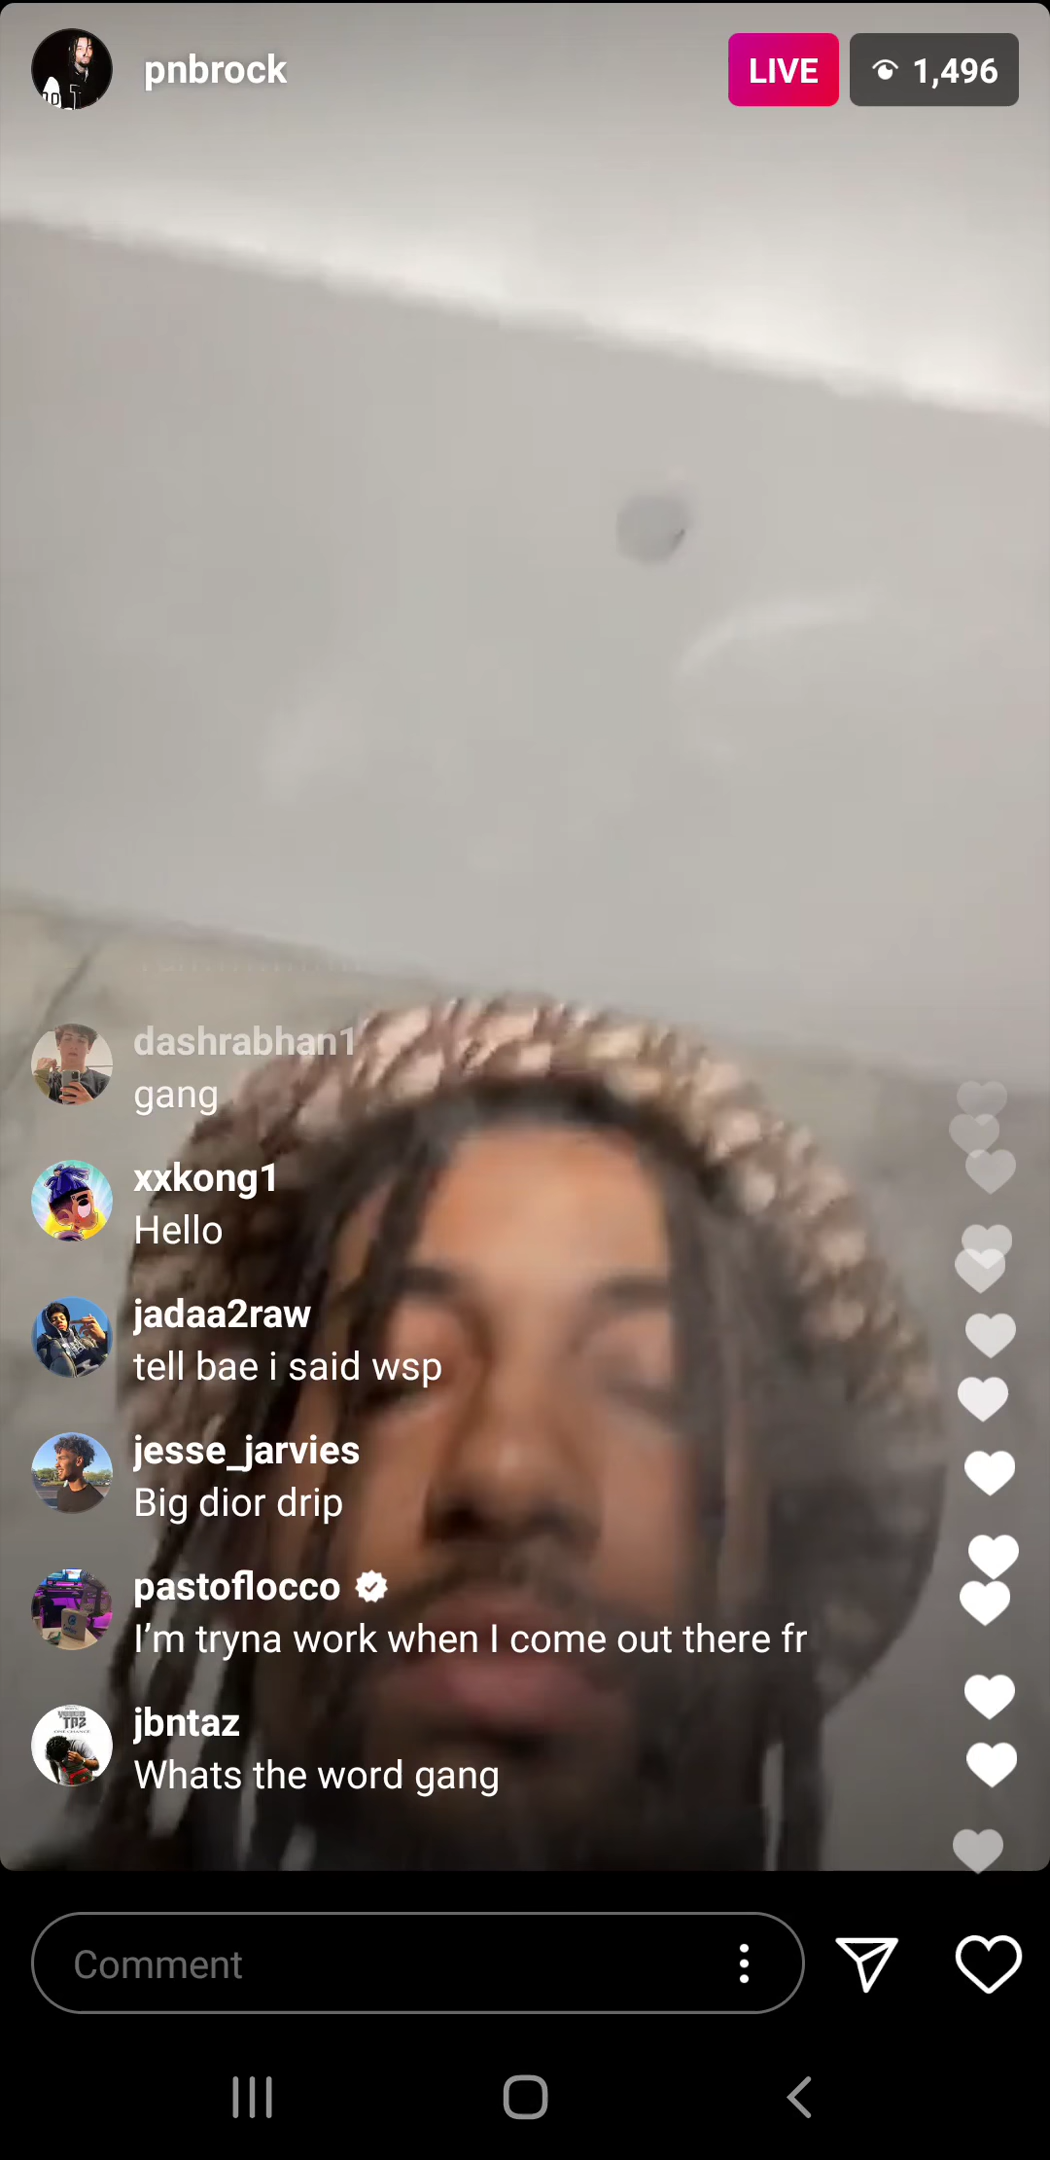 pnbrock
LIVE
1,496
dashrabhan1
gang
xxkong1
Hello
jadaa2raw
tell bae i said wsp
jesse_jarvies
Big dior drip
pastoflocco
I’m tryna work when I come out there fr
jbntaz
Whats the word gang
Comment